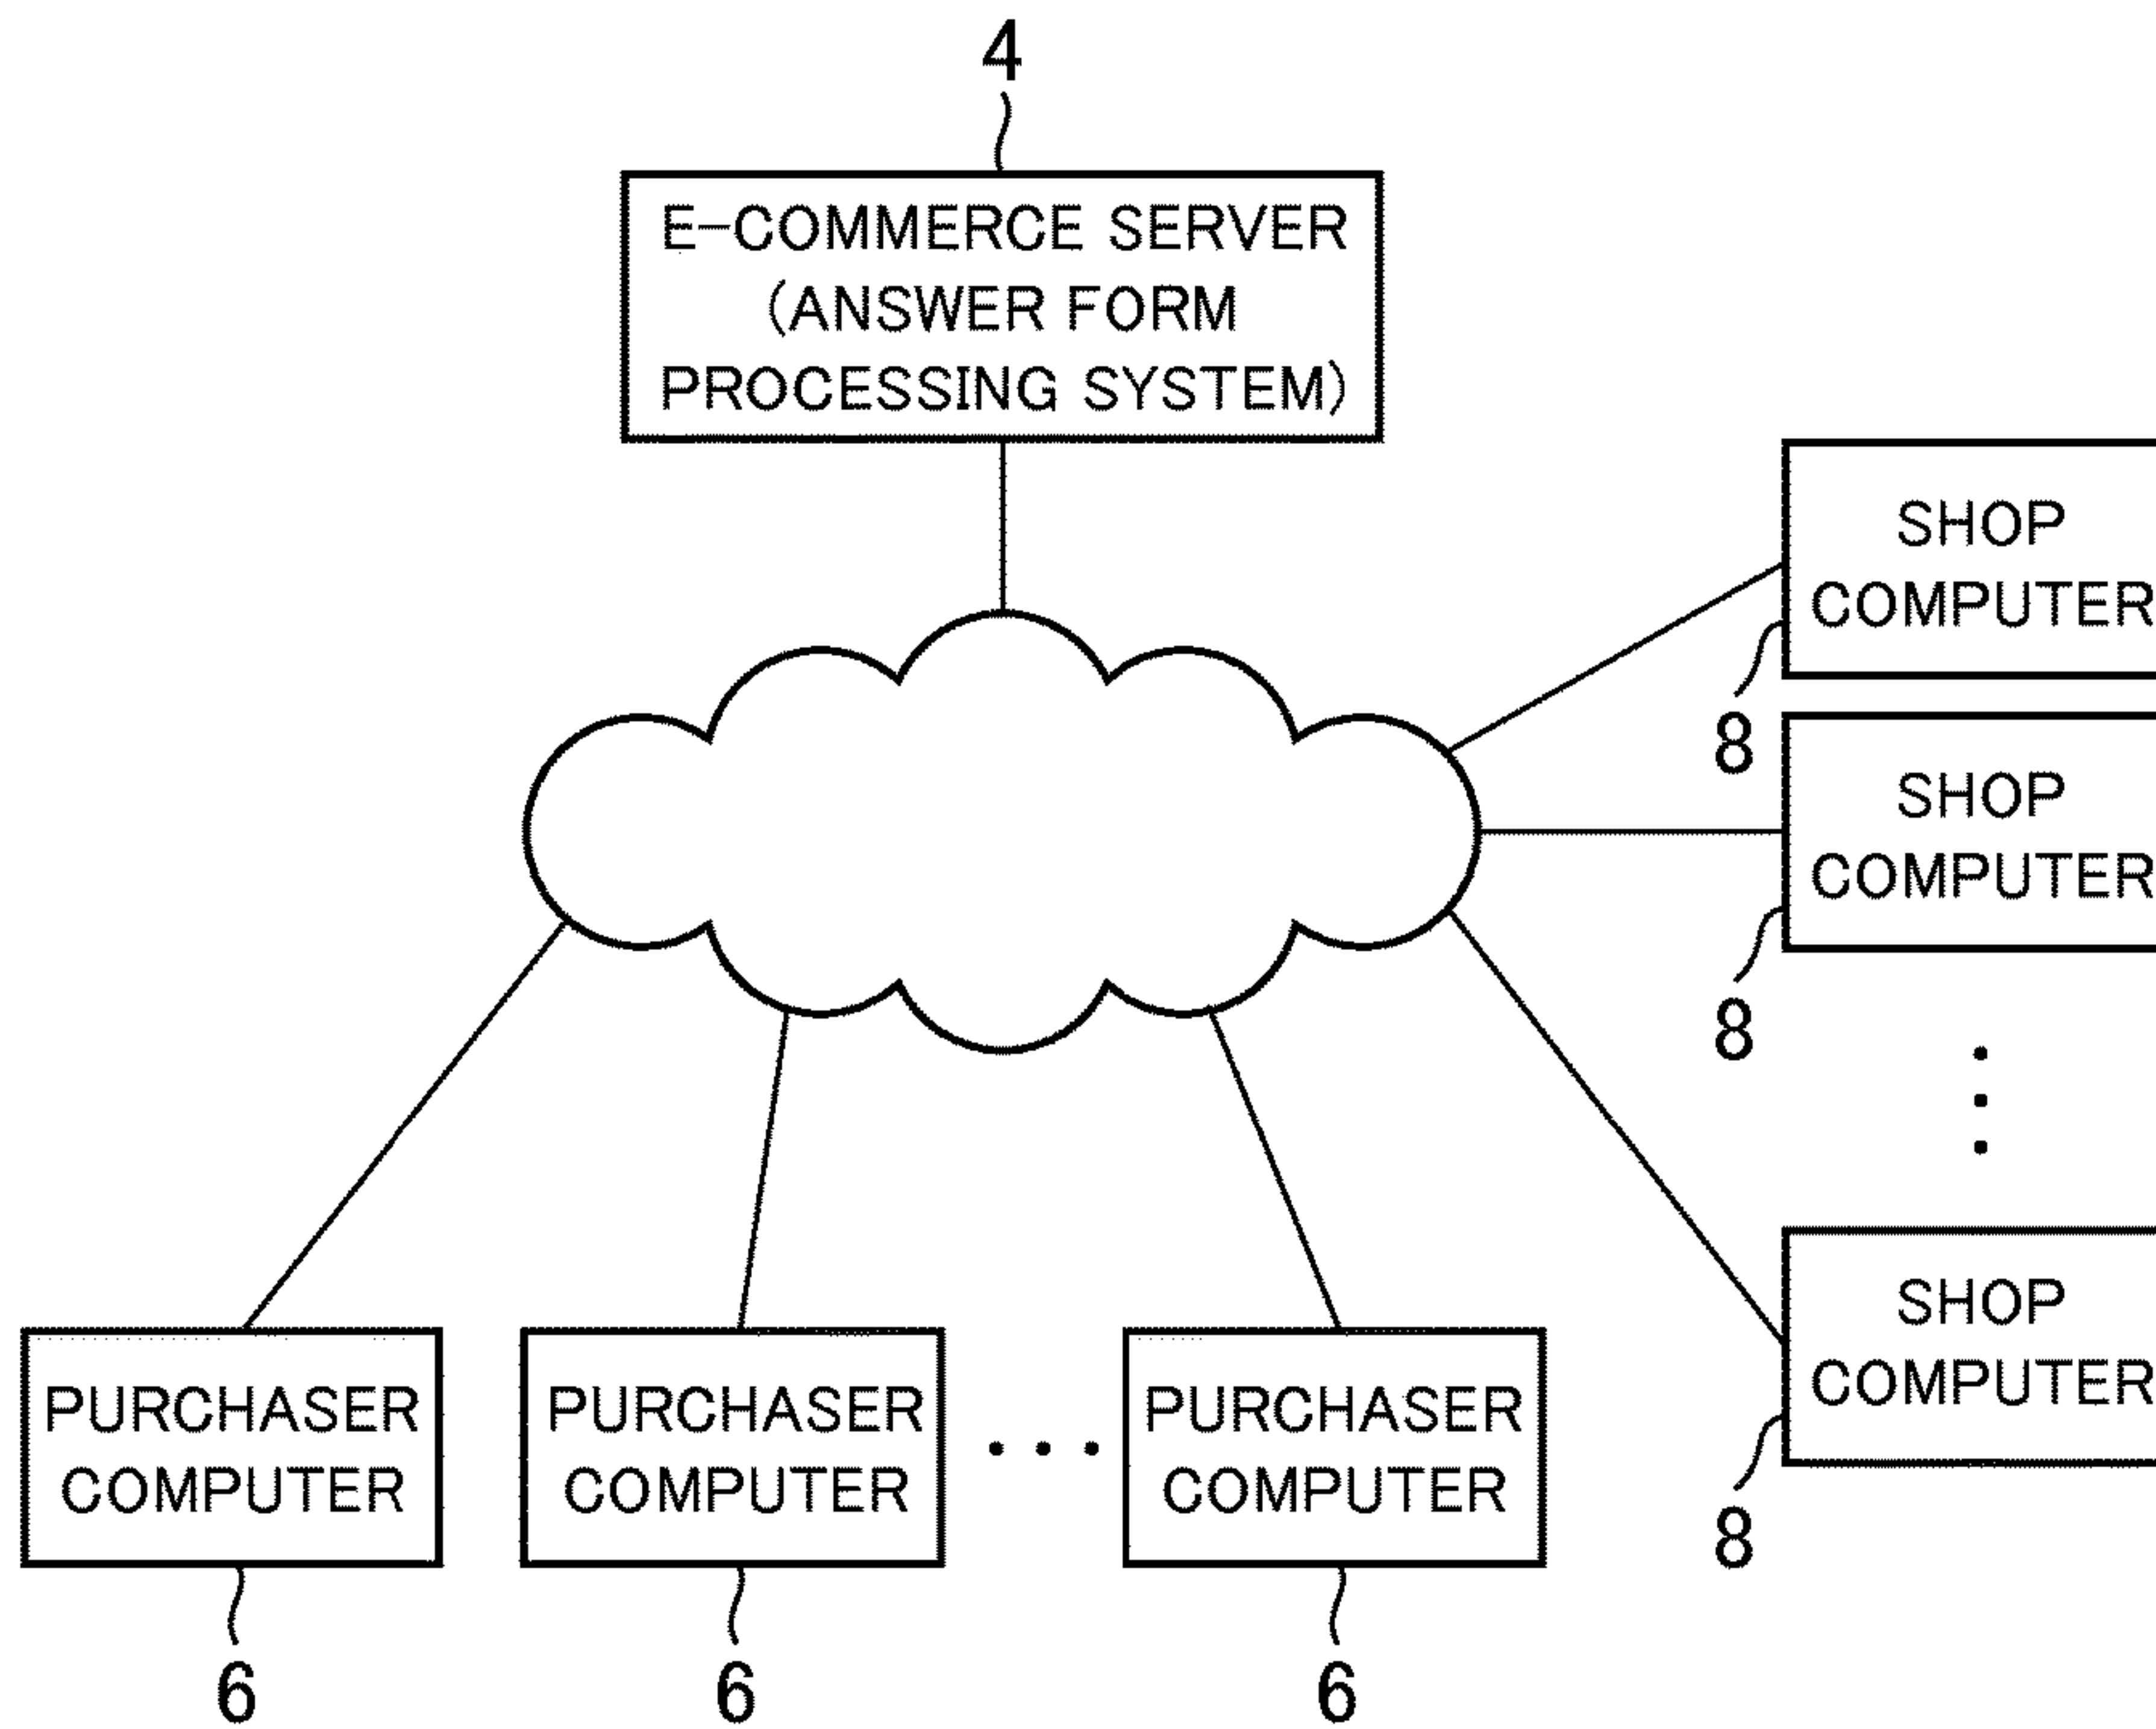 4
E-COMMERCE SERVER
(ANSWER FORM
PROCESSING SYSTEM)
SHOP
COMPUTER
8
SHOP
COMPUTER
8
SHOP
COMPUTER
8
PURCHASER
COMPUTER
6
PURCHASER
COMPUTER
6
PURCHASER
COMPUTER
6